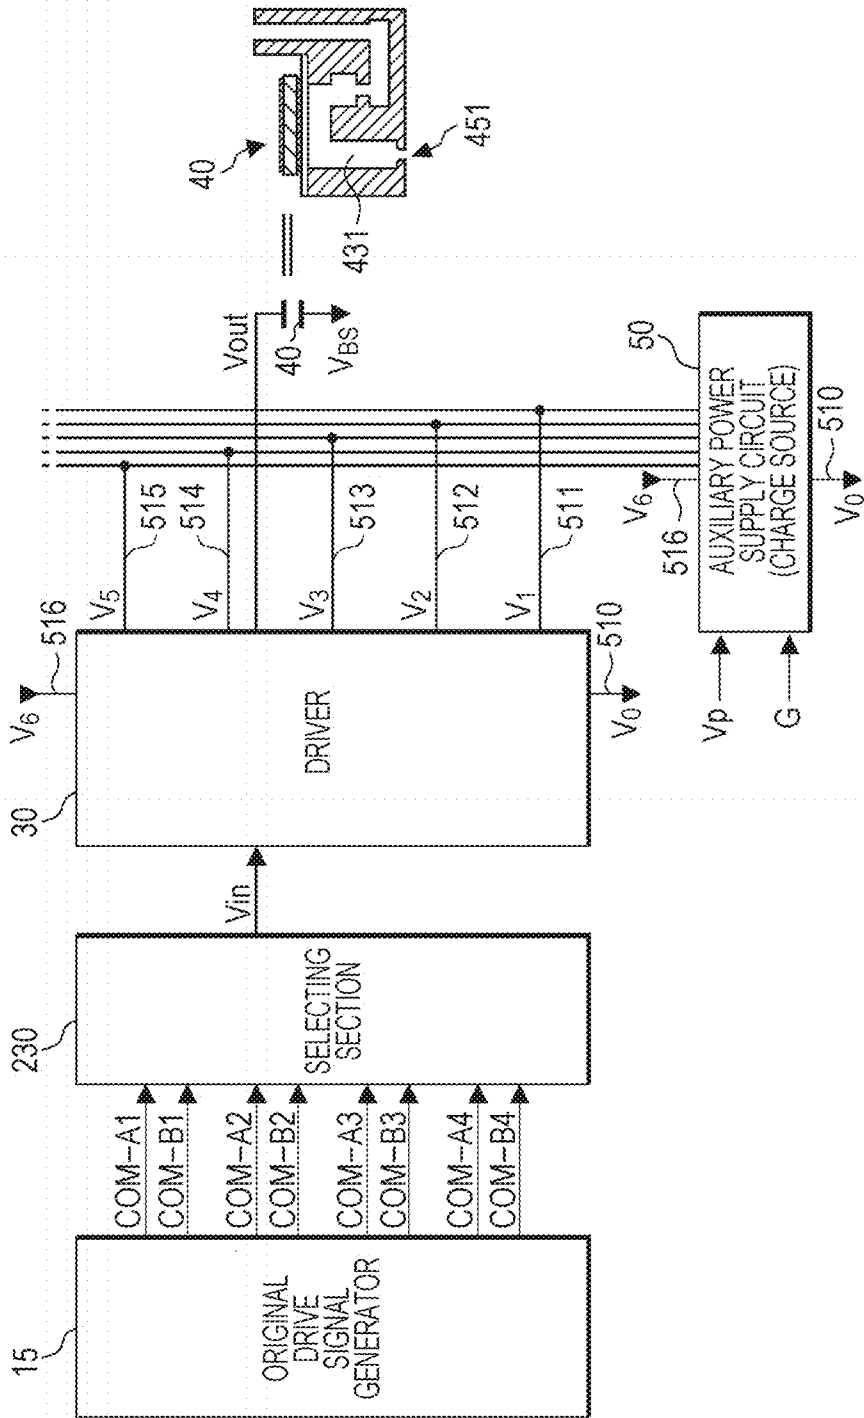 15
ORIGINAL
DRIVE
SIGNAL
GENERATOR
COM-A1
COM-B1
COM-A2
COM-B2
COM-A3
COM-B3
COM-A4
COM-B4
230
SELECTING
SECTION
Vin
30
DRIVER
V6
516
V0
510
V5
515
V4
514
V3
513
V2
512
V1
511
Vout
40
VBS
40
431
451
50
AUXILIARY POWER
SUPPLY CIRCUIT
(CHARGE SOURCE)
Vp
G
V6
516
V0
510